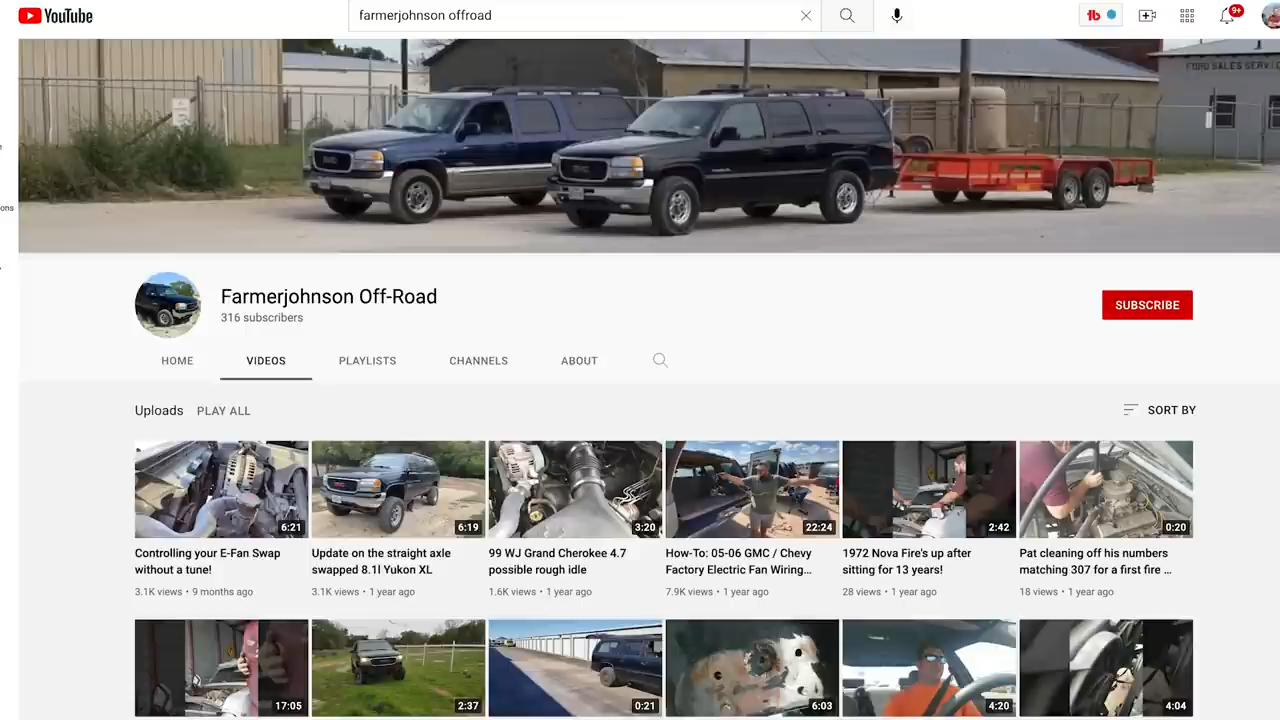 YouTube
farmerjohnson offroad
9+
FORD SALES SERVICE
ons
Farmerjohnson Off-Road
316 subscribers
SUBSCRIBE
HOME
VIDEOS
PLAYLISTS
CHANNELS
ABOUT
Uploads
PLAY ALL
SORT BY
6:21
6:19
3:20
22:24
2:42
0:20
Controlling your E-Fan Swap
without a tune!
3.1K views • 9 months ago
Update on the straight axle
swapped 8.1l Yukon XL
3.1K views • 1 year ago
99 WJ Grand Cherokee 4.7
possible rough idle
1.6K views • 1 year ago
How-To: 05-06 GMC / Chevy
Factory Electric Fan Wiring...
7.9K views • 1 year ago
1972 Nova Fire's up after
sitting for 13 years!
28 views • 1 year ago
Pat cleaning off his numbers
matching 307 for a first fire ...
18 views • 1 year ago
17:05
2:37
0:21
6:03
4:20
4:04